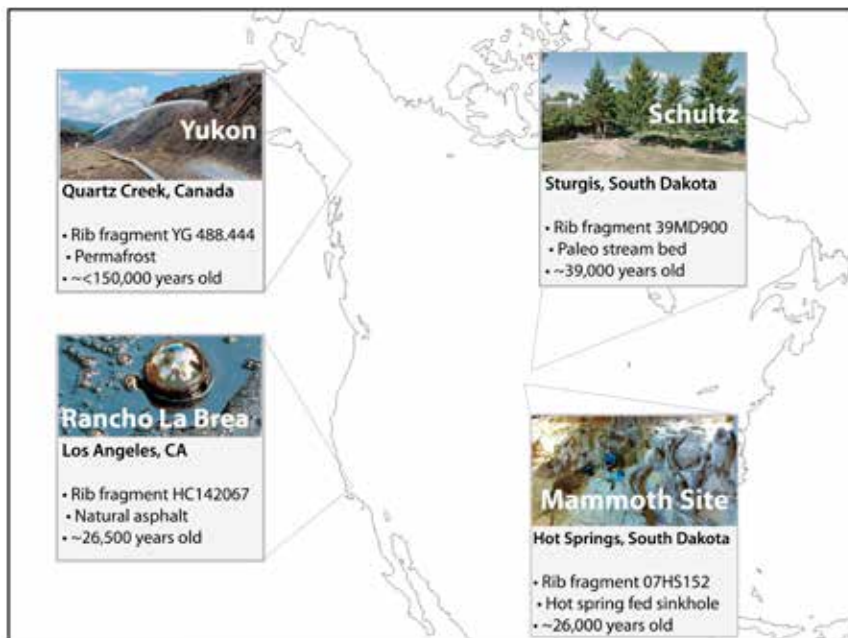 Yukon
Quartz Creek, Canada
• Rib fragment YG 488.444
• Permafrost
• ~<150,000 years old
Schultz
Sturgis, South Dakota
• Rib fragment 39MD900
• Paleo stream bed
• ~39,000 years old
Rancho La Brea
Los Angeles, CA
• Rib fragment HC142067
• Natural asphalt
• ~26,500 years old
Mammoth Site
Hot Springs, South Dakota
• Rib fragment 07HS152
• Hot spring fed sinkhole
• ~26,000 years old